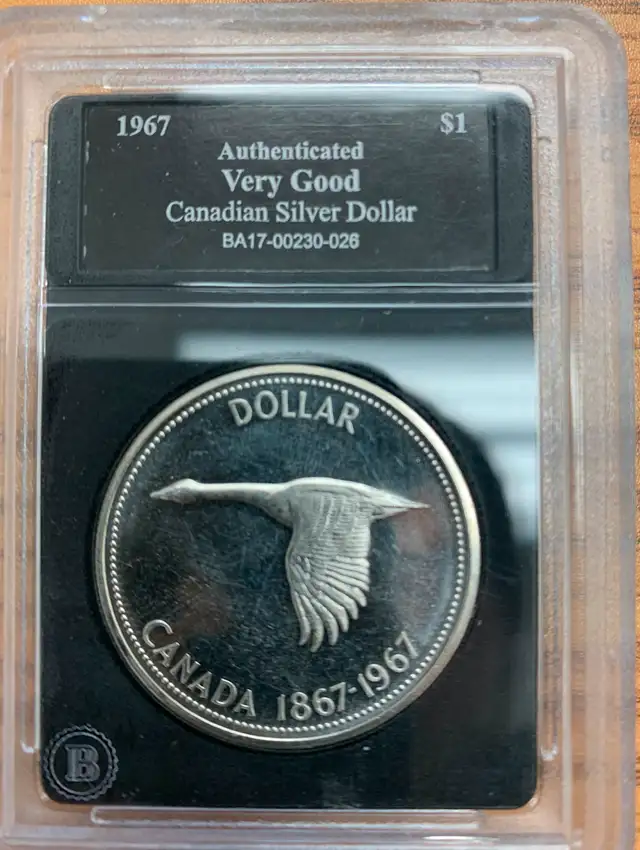 1967 $1
Authenticated
Very Good
Canadian Silver Dollar
BA17-00230-026
DOLLAR
CANADA 1867-1967
B